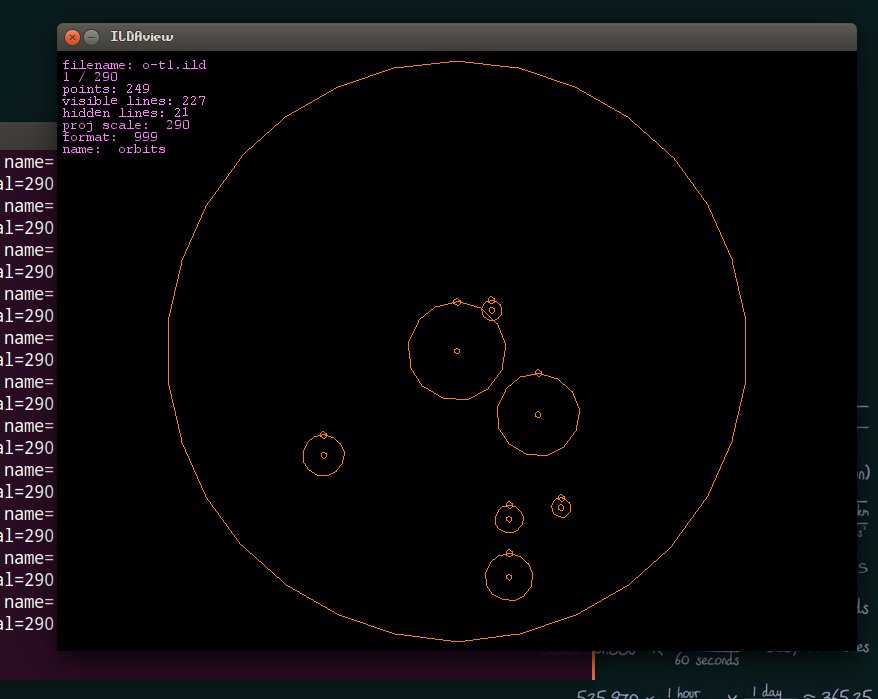 ILDAview
filename: o-t1.ild
1 / 290
points: 249
visible lines: 227
hidden lines: 21
proj scale:  290
format:  999
name:  orbits
name=
al=290
name=
al=290
name=
al=290
name=
al=290
name=
al=290
name=
al=290
name=
al=290
name=
al=290
name=
al=290
name=
al=290
name=
al=290
60 seconds
525,970 x 1 hour x 1 day ≈ 365.25